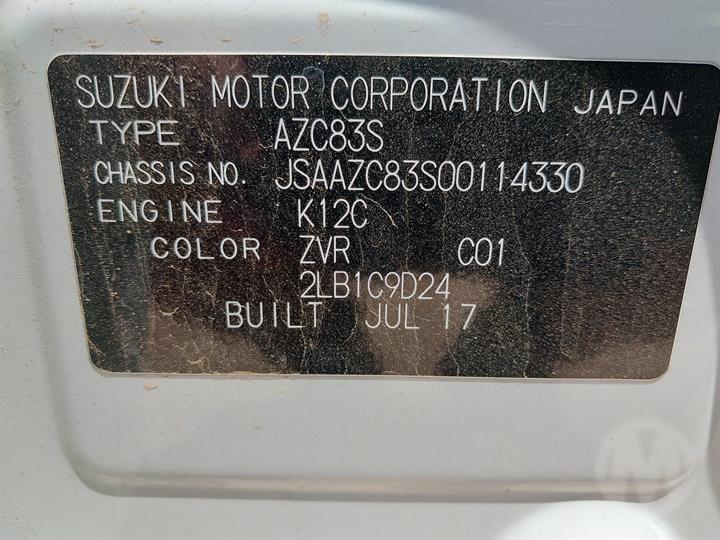 SUZUKI MOTOR CORPORATION JAPAN
TYPE AZC83S
CHASSIS NO. JSAAZC83S00114330
ENGINE K12C
COLOR ZVR C01
2LB1C9D24
BUILT JUL 17
M